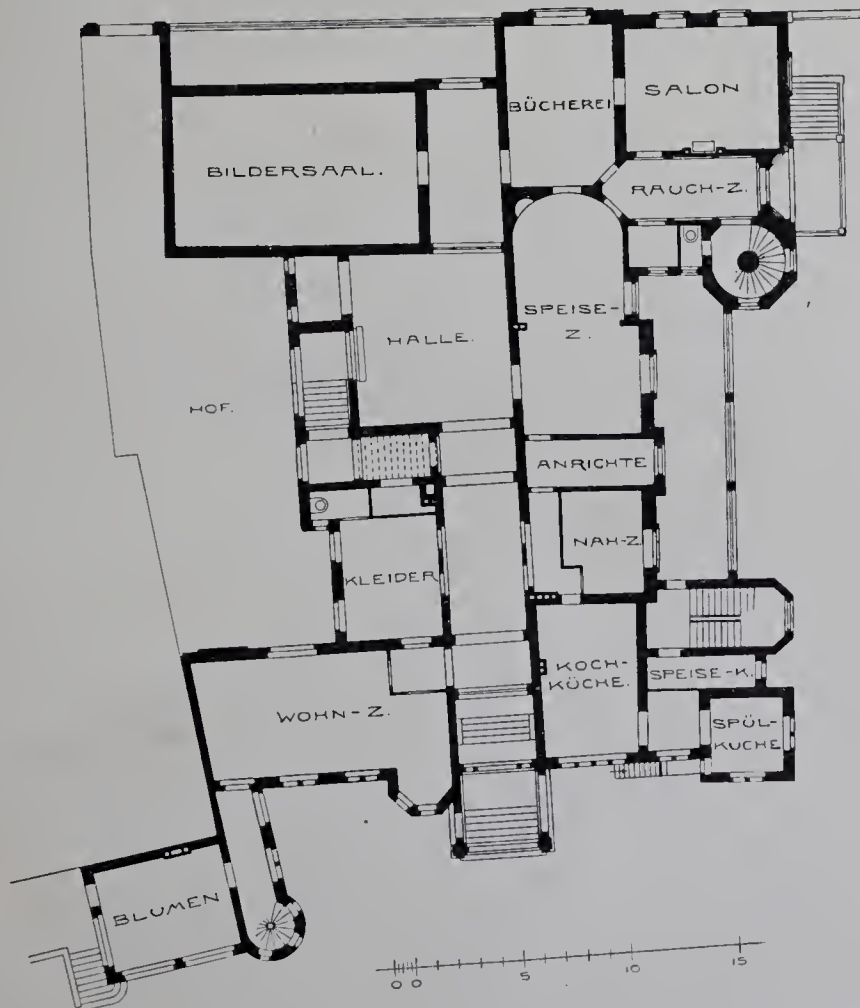 BÜCHEREI
SALON
BILDERSAAL.
RAUCH-Z.
SPEISE-
Z.
HALLE.
HOF.
ANRICHTE
NÄH-Z.
KLEIDER
KOCH-
KÜCHE.
SPEISE-K.
WOHN-Z.
SPÜL-
KÜCHE
BLUMEN
0 0 5 10 15